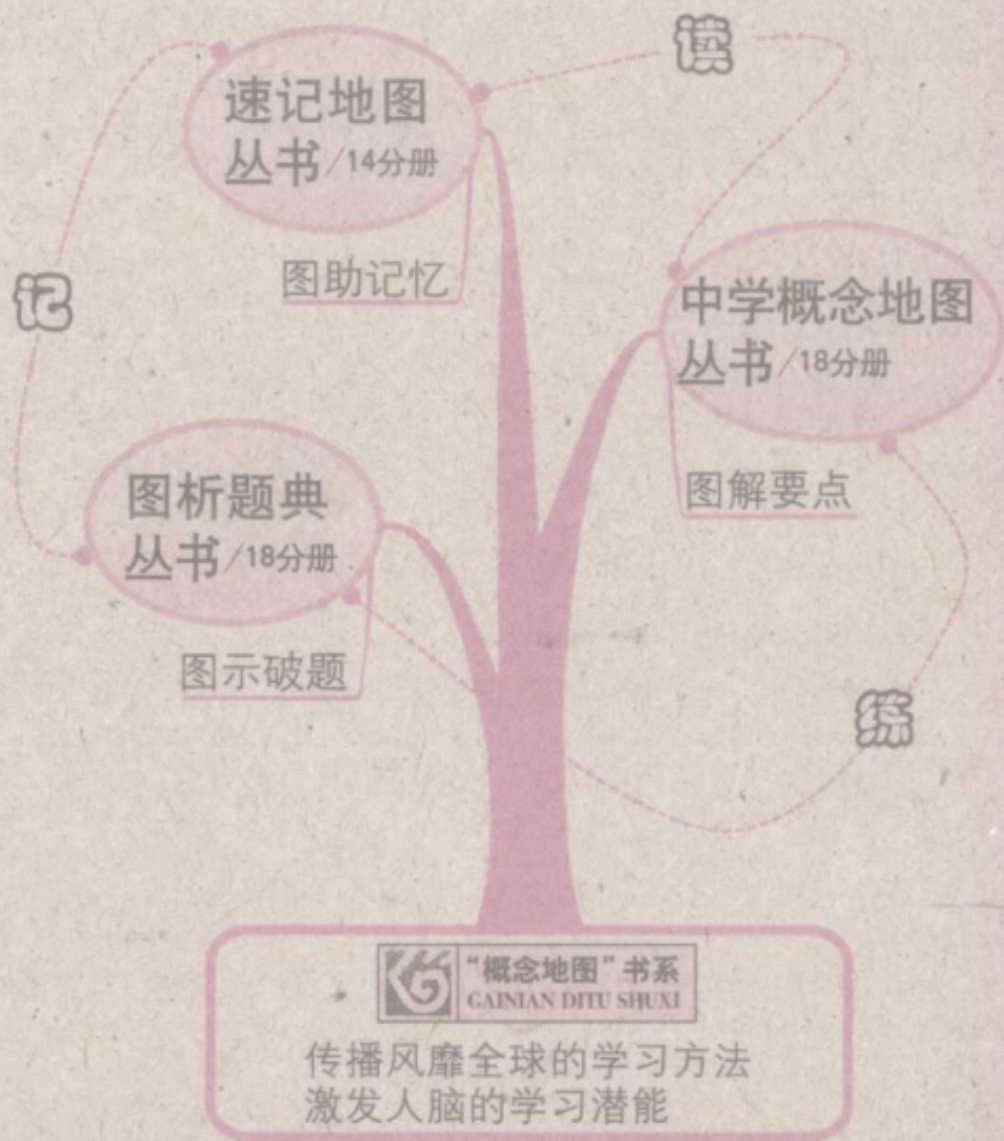 读
速记地图
丛书/14分册
图助记忆
记
中学概念地图
丛书/18分册
图解要点
图析题典
丛书/18分册
图示破题
练
“概念地图”书系
GAINIAN DITU SHUXI
传播风靡全球的学习方法
激发人脑的学习潜能